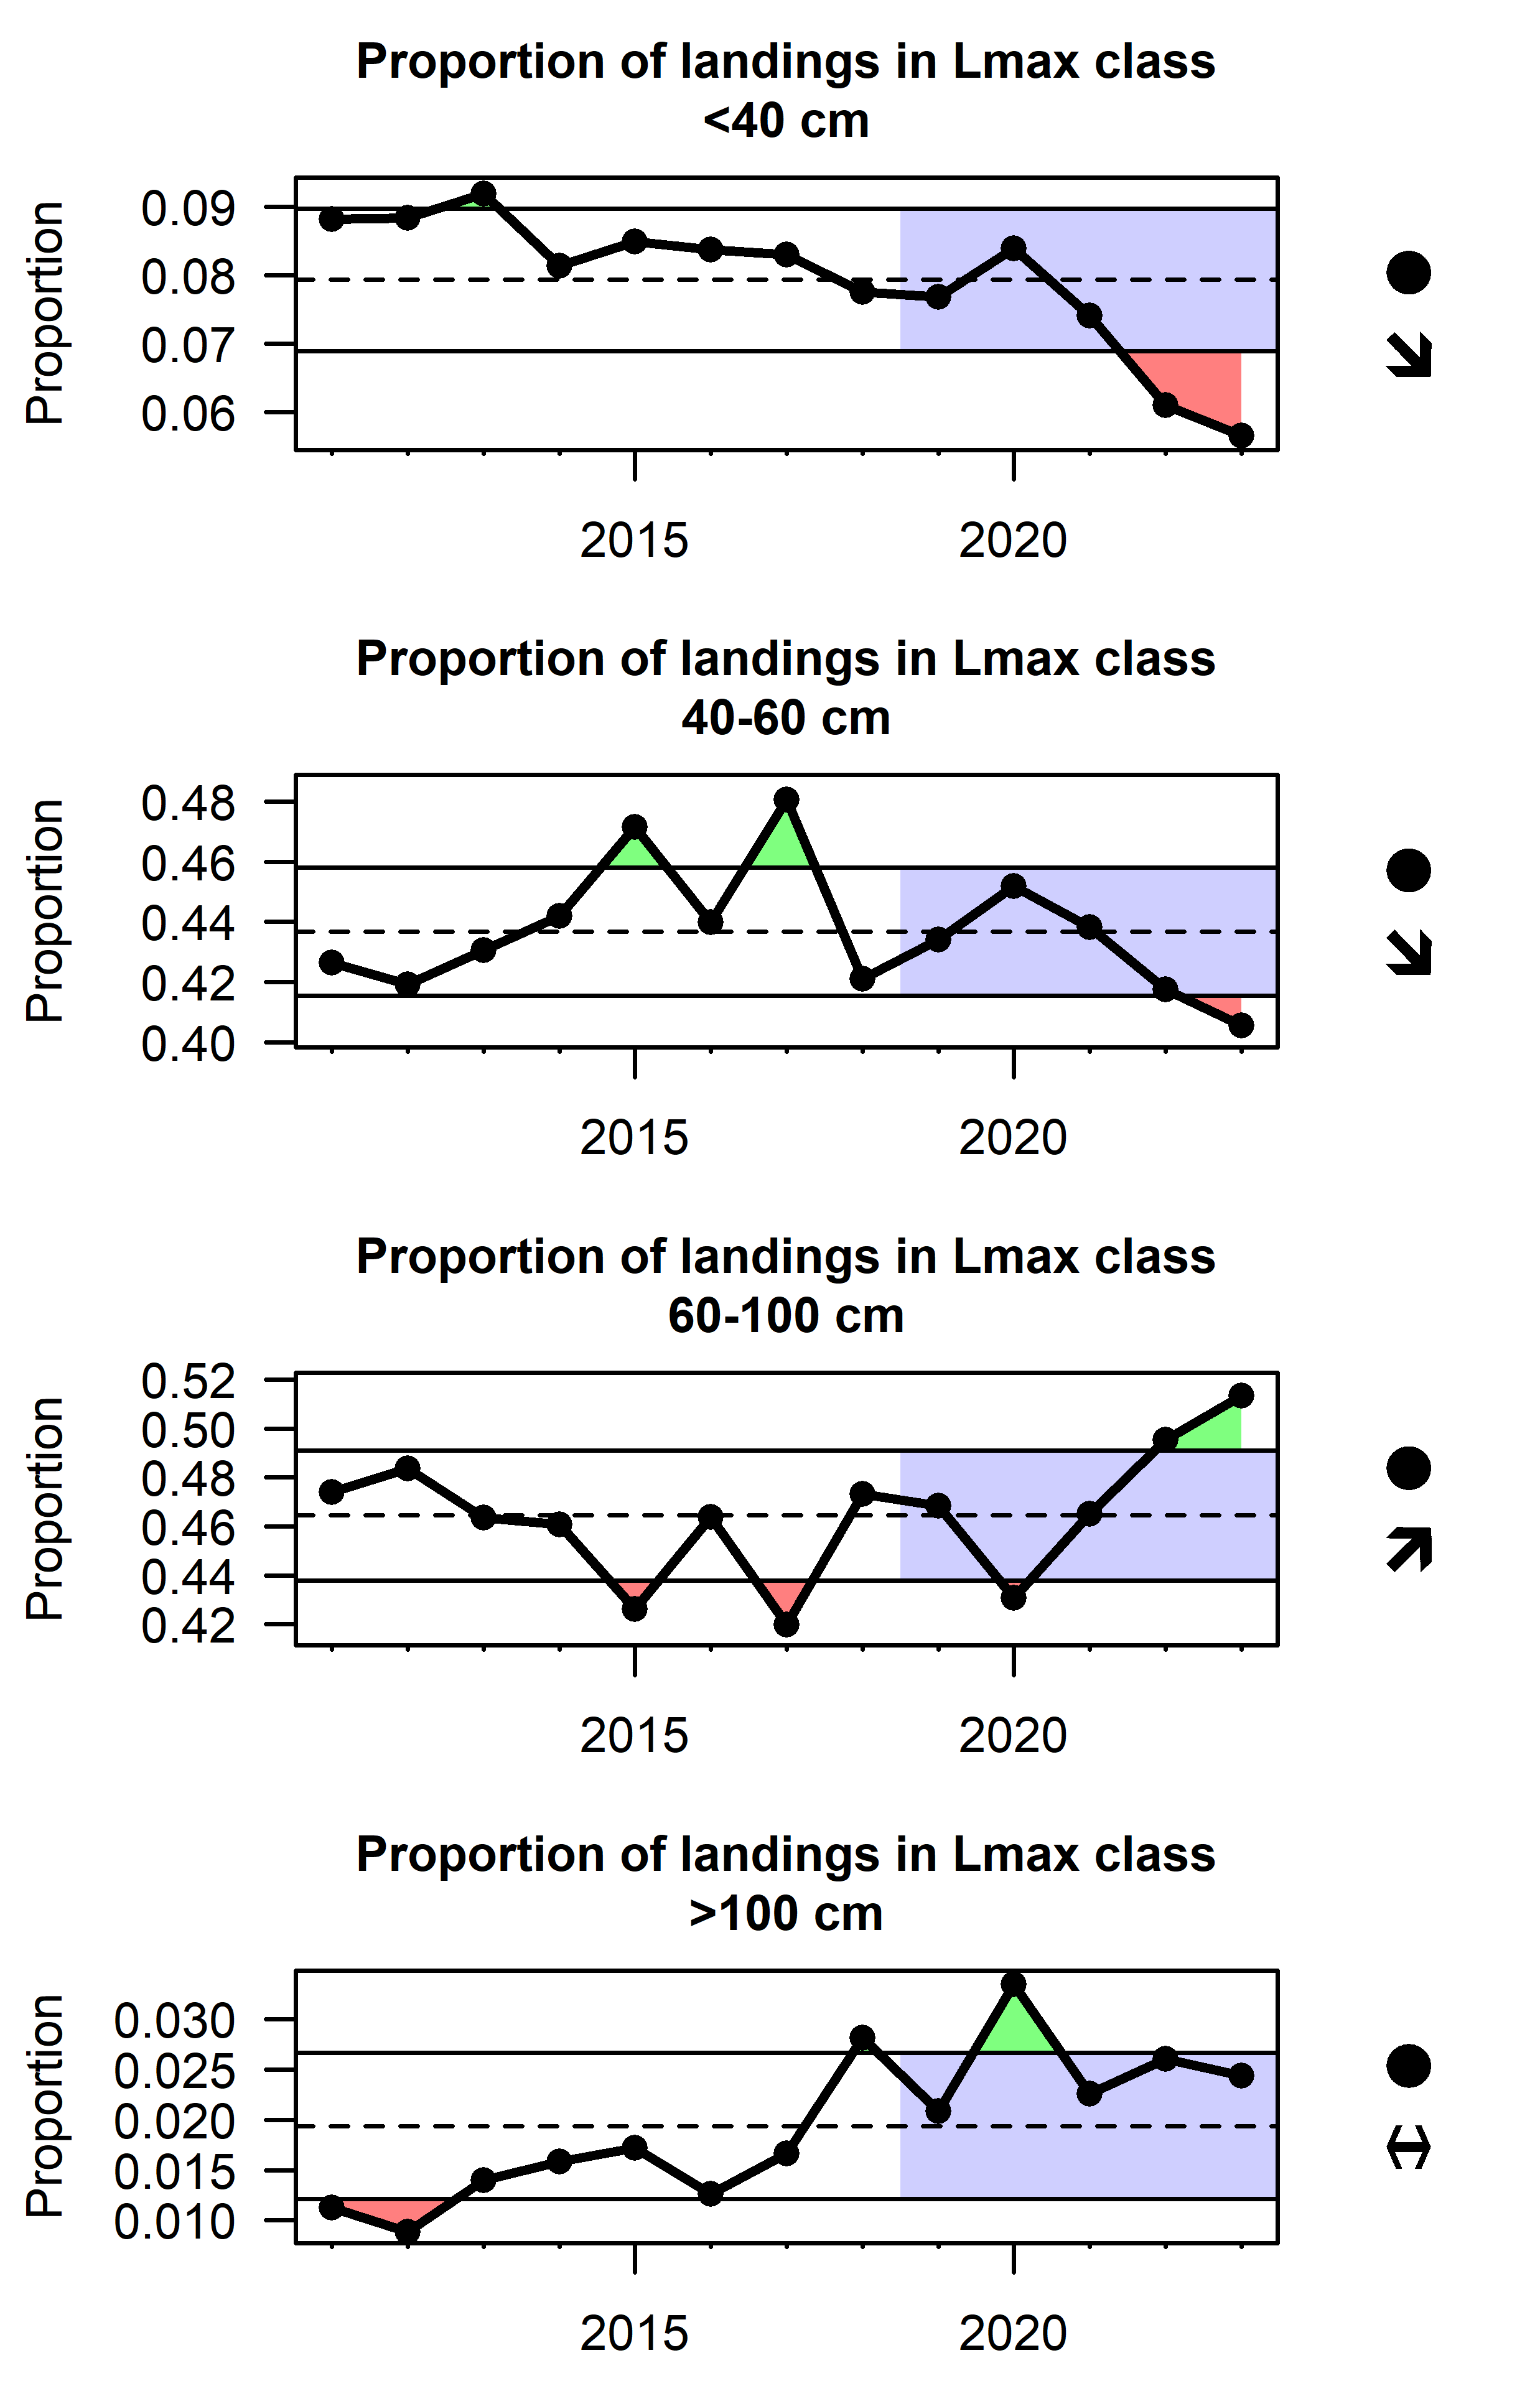 Proportion of landings in Lmax class
<40 cm
Proportion
0.09
0.08
0.07
0.06
2015
2020
Proportion of landings in Lmax class
40-60 cm
Proportion
0.48
0.46
0.44
0.42
0.40
2015
2020
Proportion of landings in Lmax class
60-100 cm
Proportion
0.52
0.50
0.48
0.46
0.44
0.42
2015
2020
Proportion of landings in Lmax class
>100 cm
Proportion
0.030
0.025
0.020
0.015
0.010
2015
2020